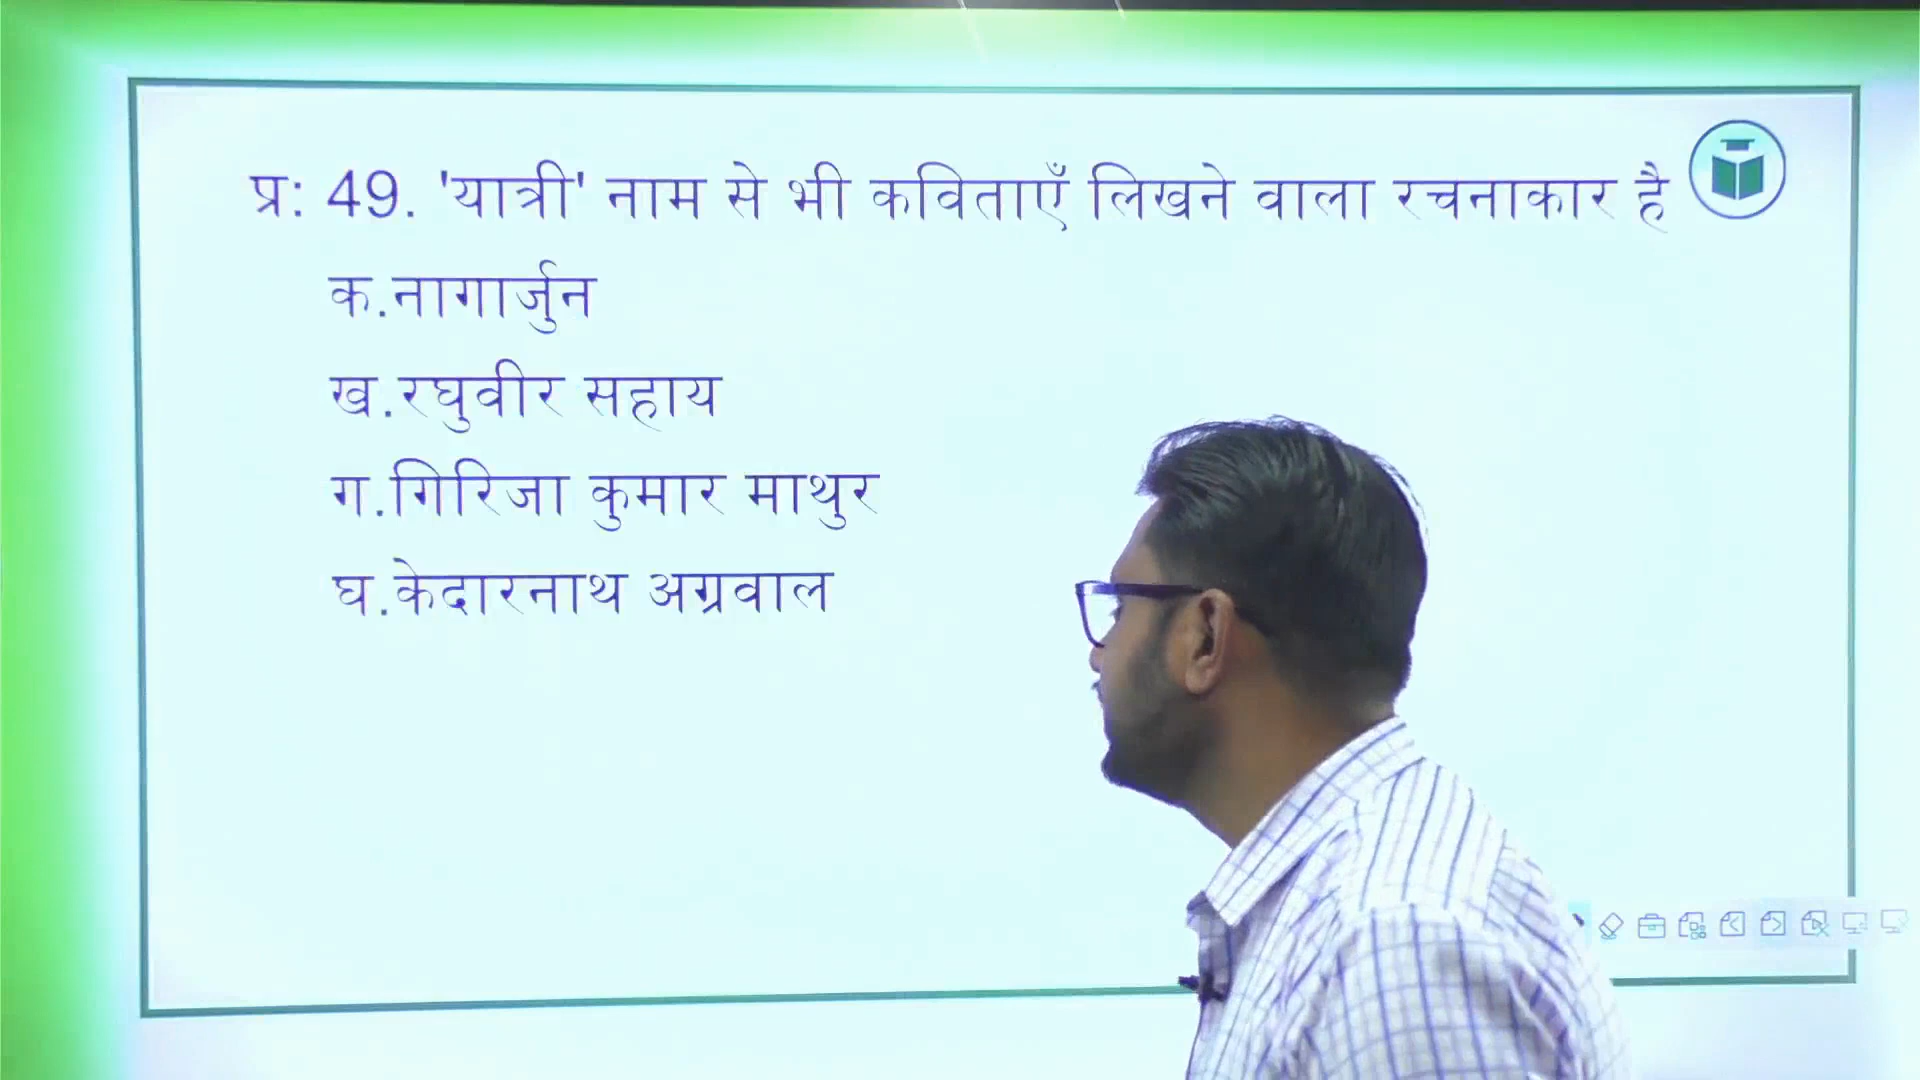 प्र: 49. 'यात्री' नाम से भी कविताएँ लिखने वाला रचनाकार है
क.नागार्जुन
ख.रघुवीर सहाय
ग.गिरिजा कुमार माथुर
घ.केदारनाथ अग्रवाल